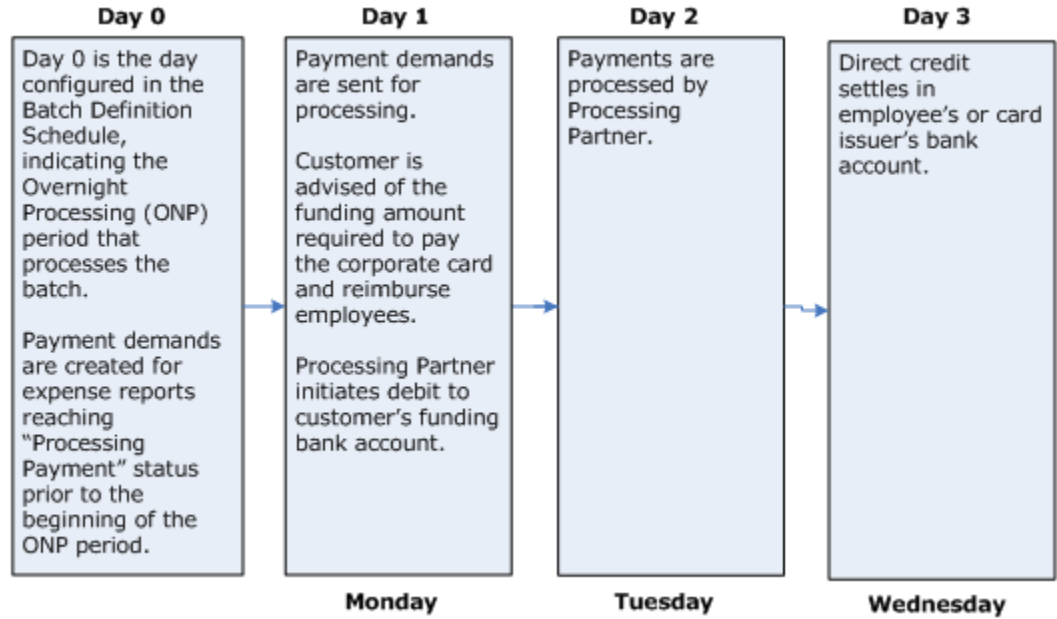 Day 0
Day 0 is the day
configured in the
Batch Definition
Schedule,
indicating the
Overnight
Processing (ONP)
period that
processes the
batch.
Payment demands
are created for
expense reports
reaching
“Processing
Payment” status
prior to the
beginning of the
ONP period.
Day 1
Payment demands
are sent for
processing.
Customer is
advised of the
funding amount
required to pay
the corporate card
and reimburse
employees.
Processing Partner
initiates debit to
customer’s funding
bank account.
Monday
Day 2
Payments are
processed by
Processing
Partner.
Tuesday
Day 3
Direct credit
settles in
employee’s or card
issuer’s bank
account.
Wednesday